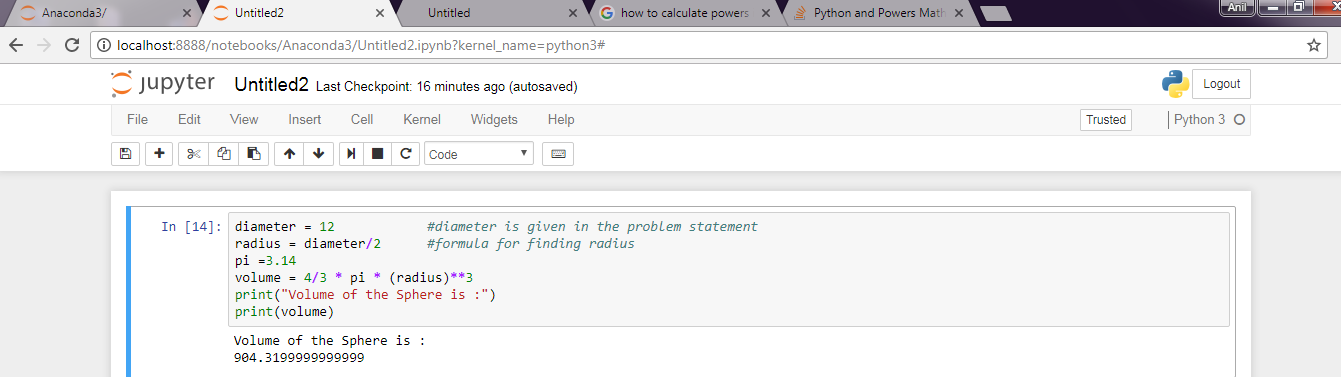 Anaconda3/ Untitled2 Untitled how to calculate powers Python and Powers Math Anil
localhost:8888/notebooks/Anaconda3/Untitled2.ipynb?kernel_name=python3#
jupyter Untitled2 Last Checkpoint: 16 minutes ago (autosaved) Logout
File Edit View Insert Cell Kernel Widgets Help Trusted Python 3
Code
In [14]: diameter = 12 #diameter is given in the problem statement
radius = diameter/2 #formula for finding radius
pi =3.14
volume = 4/3 * pi * (radius)**3
print("Volume of the Sphere is :")
print(volume)
Volume of the Sphere is :
904.3199999999999